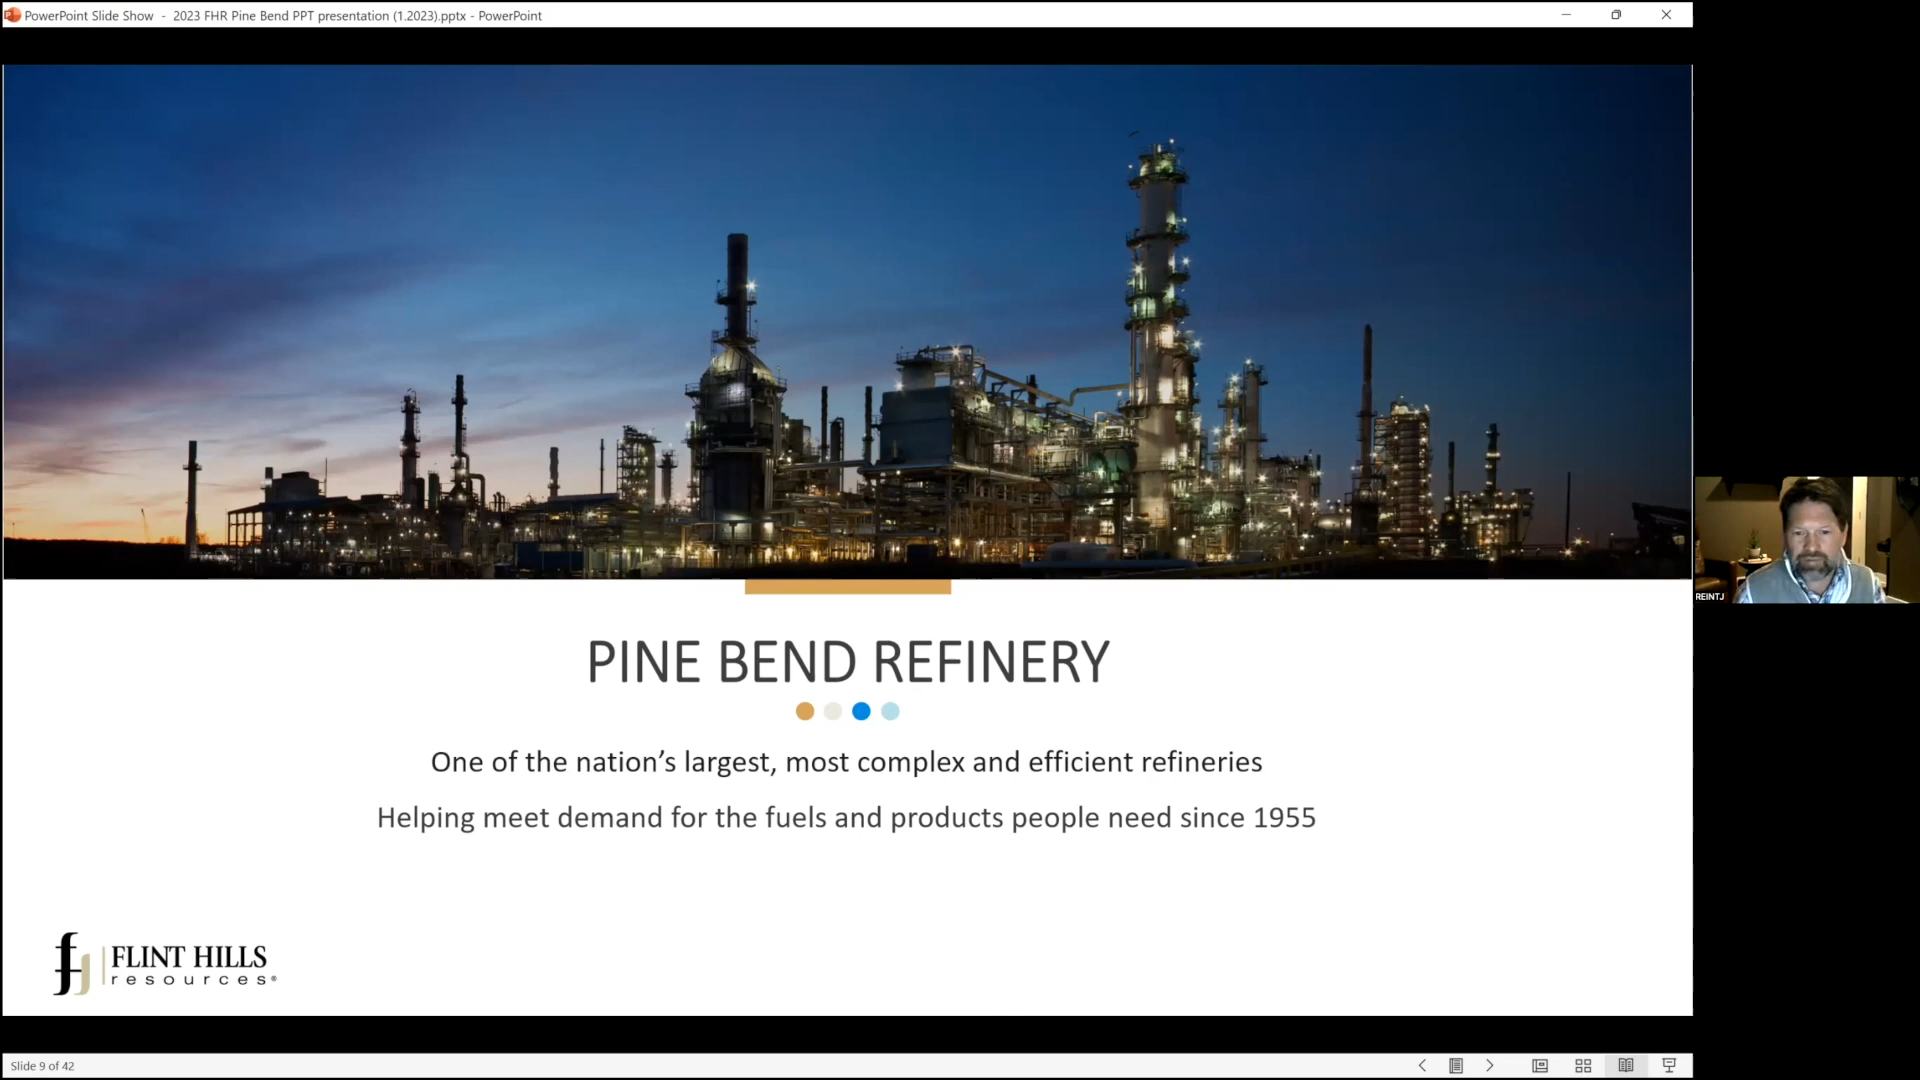 PowerPoint Slide Show - 2023 FHR Pine Bend PPT presentation (1.2023).pptx - PowerPoint
REINTJ
PINE BEND REFINERY
One of the nation’s largest, most complex and efficient refineries
Helping meet demand for the fuels and products people need since 1955
FLINT HILLS
resources®
Slide 9 of 42